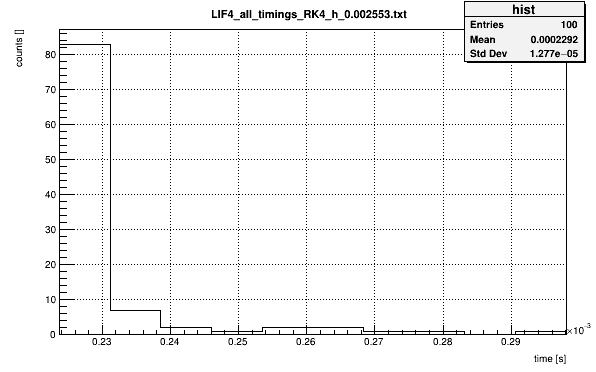 LIF4_all_timings_RK4_h_0.002553.txt
hist
Entries 100
Mean 0.0002292
Std Dev 1.277e−05
counts []
80
70
60
50
40
30
20
10
0
0.23 0.24 0.25 0.26 0.27 0.28 0.29
×10⁻³
time [s]